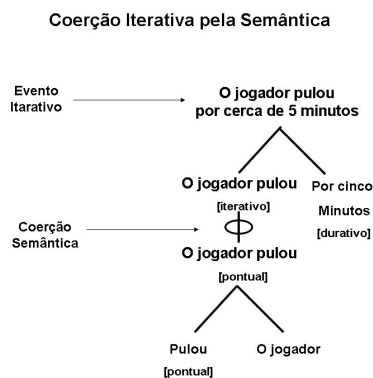 Coerção Iterativa pela Semântica
Evento
Itarativo
O jogador pulou
por cerca de 5 minutos
O jogador pulou
[iterativo]
Por cinco
Minutos
[durativo]
Coerção
Semântica
O jogador pulou
[pontual]
Pulou
[pontual]
O jogador